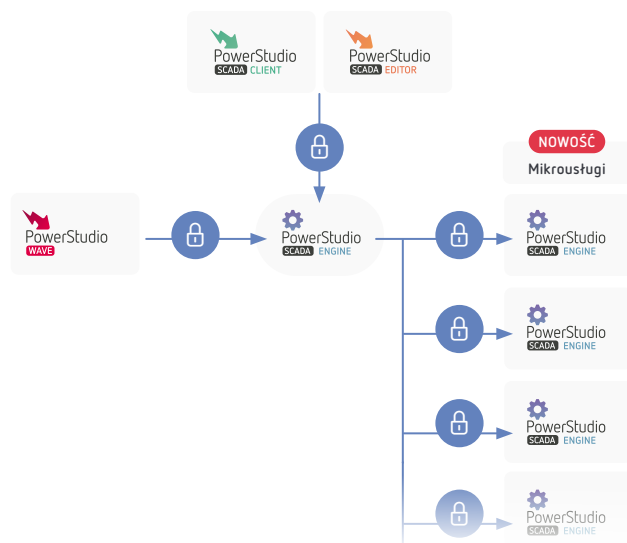 PowerStudio
SCADA CLIENT
PowerStudio
SCADA EDITOR
NOWOŚĆ
Mikrousługi
PowerStudio
WAVE
PowerStudio
SCADA ENGINE
PowerStudio
SCADA ENGINE
PowerStudio
SCADA ENGINE
PowerStudio
SCADA ENGINE
PowerStudio
SCADA ENGINE